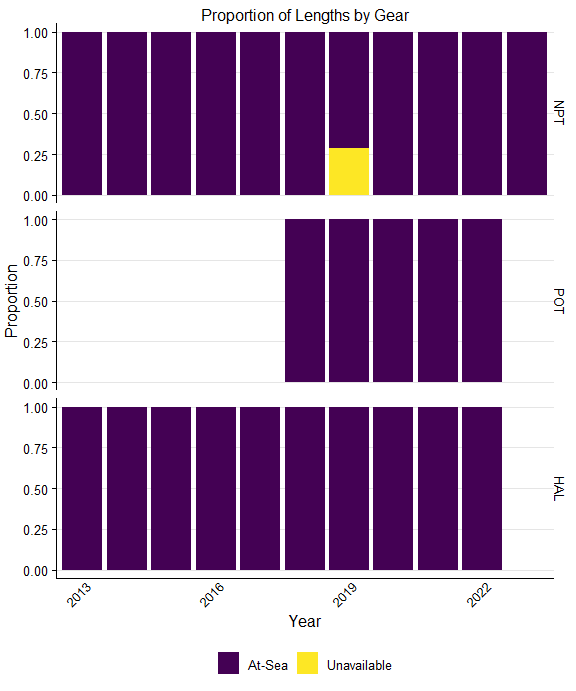 Proportion of Lengths by Gear
1.00
0.75
0.50
0.25
0.00
NPT
1.00
0.75
0.50
0.25
0.00
POT
Proportion
1.00
0.75
0.50
0.25
0.00
HAL
2013 2016 2019 2022
Year
At-Sea Unavailable